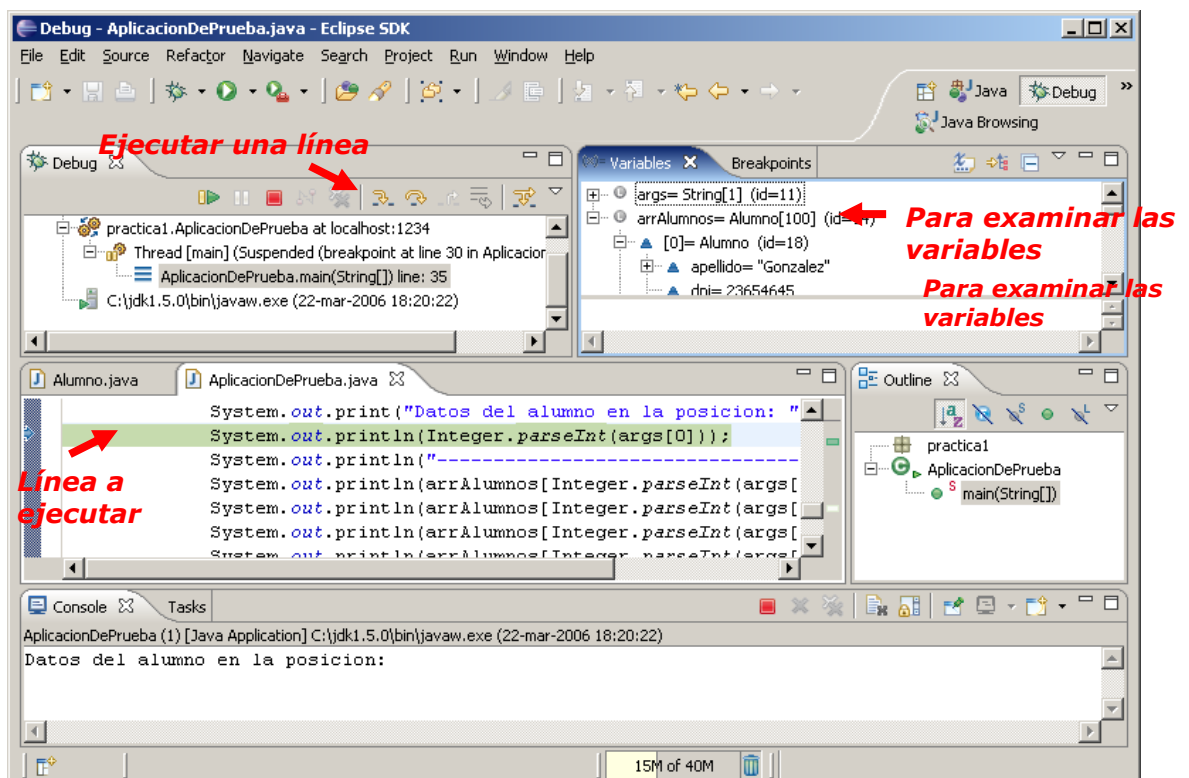 Debug - AplicacionDePrueba.java - Eclipse SDK
File Edit Source Refactor Navigate Search Project Run Window Help
Java Debug »
Java Browsing
Ejecutar una línea
Debug
practica1.AplicacionDePrueba at localhost:1234
Thread [main] (Suspended (breakpoint at line 30 in Aplicacior
AplicacionDePrueba.main(String[]) line: 35
C:\jdk1.5.0\bin\javaw.exe (22-mar-2006 18:20:22)
Variables Breakpoints
args= String[1] (id=11)
arrAlumnos= Alumno[100]
[0]= Alumno (id=18)
apellido= "Gonzalez"
dni= 23654645
Para examinar las
variables
Para examinar las
variables
Alumno.java AplicacionDePrueba.java
System.out.print("Datos del alumno en la posicion: "
System.out.println(Integer.parseInt(args[0]));
System.out.println("---------------------------------
System.out.println(arrAlumnos[Integer.parseInt(args[
System.out.println(arrAlumnos[Integer.parseInt(args[
System.out.println(arrAlumnos[Integer.parseInt(args[
System.out.println(arrAlumnos[Integer.parseInt(args[
Línea a
ejecutar
Outline
practica1
AplicacionDePrueba
main(String[])
Console Tasks
AplicacionDePrueba (1) [Java Application] C:\jdk1.5.0\bin\javaw.exe (22-mar-2006 18:20:22)
Datos del alumno en la posicion:
15M of 40M